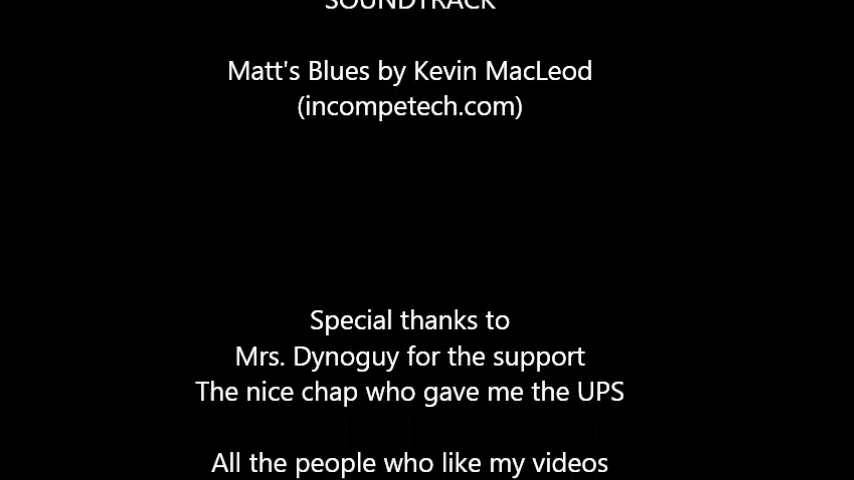 SOUNDTRACK
Matt's Blues by Kevin MacLeod
(incompetech.com)
Special thanks to
Mrs. Dynoguy for the support
The nice chap who gave me the UPS
All the people who like my videos